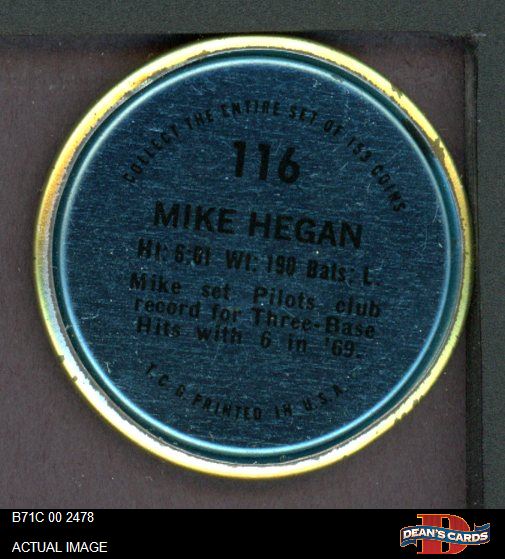 COLLECT THE ENTIRE SET OF 153 COINS
116
MIKE HEGAN
Ht: 6:01 Wt: 190 Bats: L.
Mike set Pilots club
record for Three-Base
Hits with 6 in '69.
T.C.G. PRINTED IN U.S.A.
B71C 00 2478
ACTUAL IMAGE
D
DEAN'S CARDS